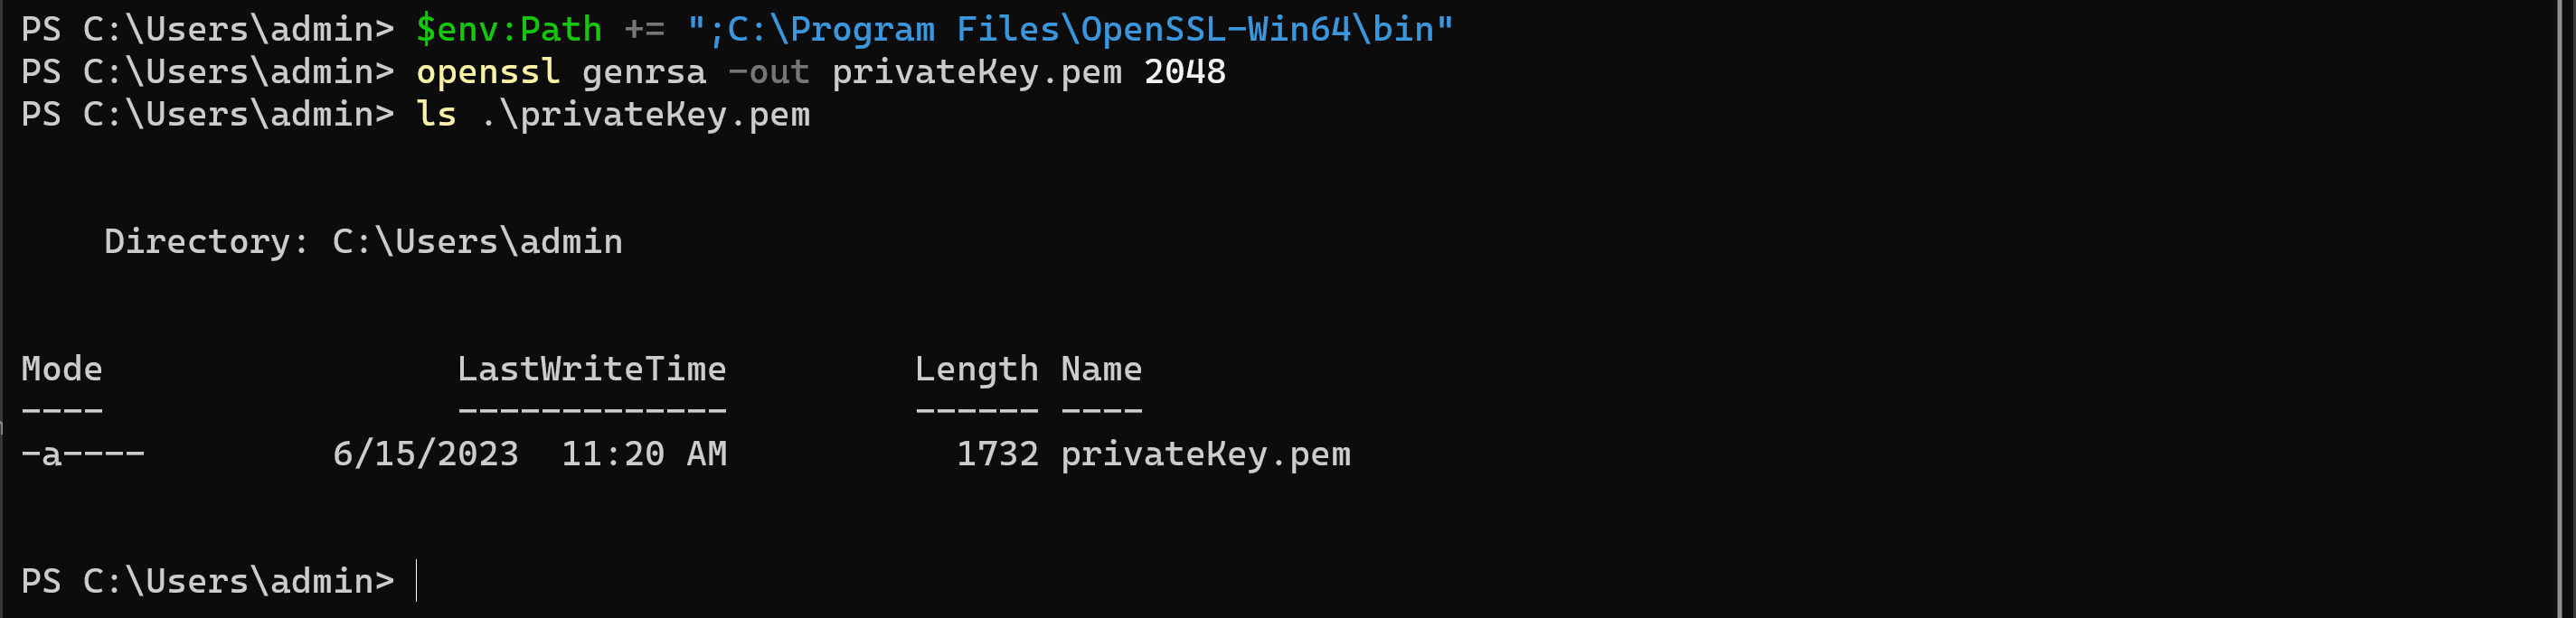 PS C:\Users\admin> $env:Path += ";C:\Program Files\OpenSSL-Win64\bin"
PS C:\Users\admin> openssl genrsa -out privateKey.pem 2048
PS C:\Users\admin> ls .\privateKey.pem
Directory: C:\Users\admin
Mode LastWriteTime Length Name
---- ------------- ------ ----
-a---- 6/15/2023 11:20 AM 1732 privateKey.pem
PS C:\Users\admin>